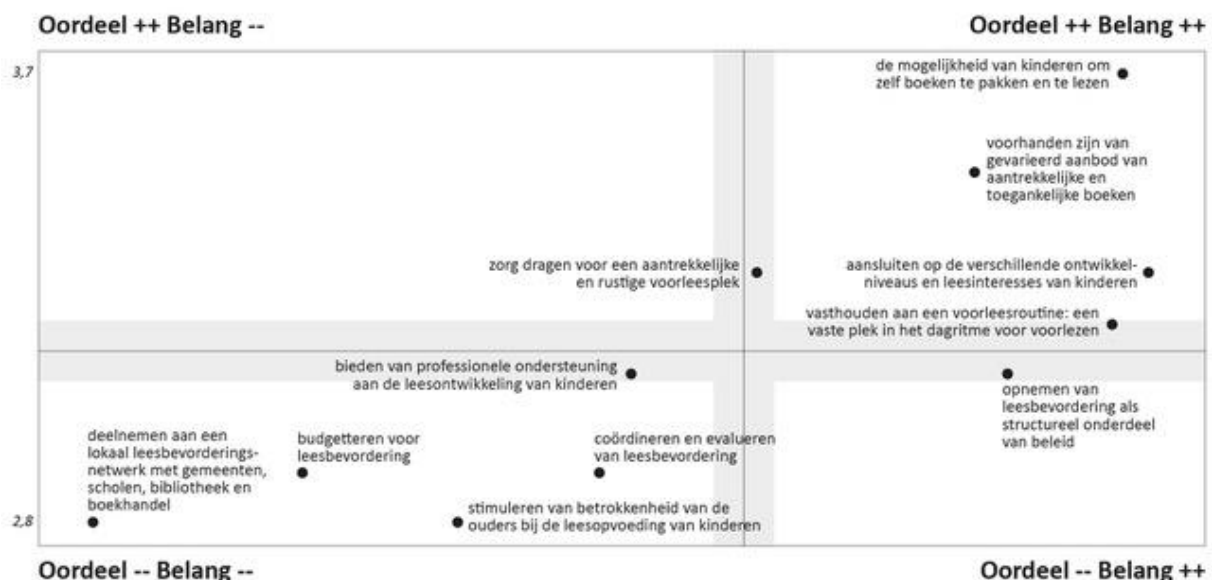 Oordeel ++ Belang --
Oordeel ++ Belang ++
3,7
de mogelijkheid van kinderen om
zelf boeken te pakken en te lezen
voorhanden zijn van
gevarieerd aanbod van
aantrekkelijke en
toegankelijke boeken
zorg dragen voor een aantrekkelijke
en rustige voorleesplek
aansluiten op de verschillende ontwikkel-
niveaus en leesinteresses van kinderen
vasthouden aan een voorleesroutine: een
vaste plek in het dagritme voor voorlezen
bieden van professionele ondersteuning
aan de leesontwikkeling van kinderen
opnemen van
leesbevordering als
structureel onderdeel
van beleid
deelnemen aan een
lokaal leesbevorderings-
netwerk met gemeenten,
scholen, bibliotheek en
boekhandel
budgetteren voor
leesbevordering
coördineren en evalueren
van leesbevordering
stimuleren van betrokkenheid van de
ouders bij de leesopvoeding van kinderen
2,8
Oordeel -- Belang --
Oordeel -- Belang ++